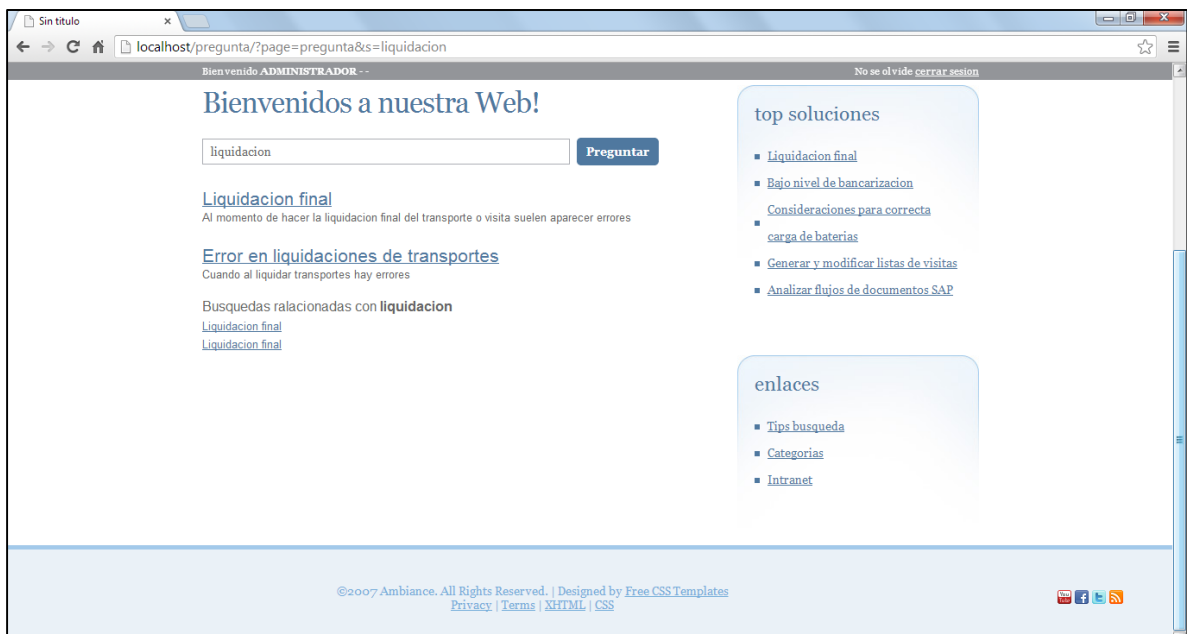 Sin titulo
localhost/pregunta/?page=pregunta&s=liquidacion
Bienvenido ADMINISTRADOR - -
No se olvide cerrar sesion
Bienvenidos a nuestra Web!
liquidacion
Preguntar
Liquidacion final
Al momento de hacer la liquidacion final del transporte o visita suelen aparecer errores
Error en liquidaciones de transportes
Cuando al liquidar transportes hay errores
Busquedas ralacionadas con liquidacion
Liquidacion final
Liquidacion final
top soluciones
Liquidacion final
Bajo nivel de bancarizacion
Consideraciones para correcta
carga de baterias
Generar y modificar listas de visitas
Analizar flujos de documentos SAP
enlaces
Tips busqueda
Categorias
Intranet
©2007 Ambiance. All Rights Reserved. | Designed by Free CSS Templates
Privacy | Terms | XHTML | CSS
You Tube